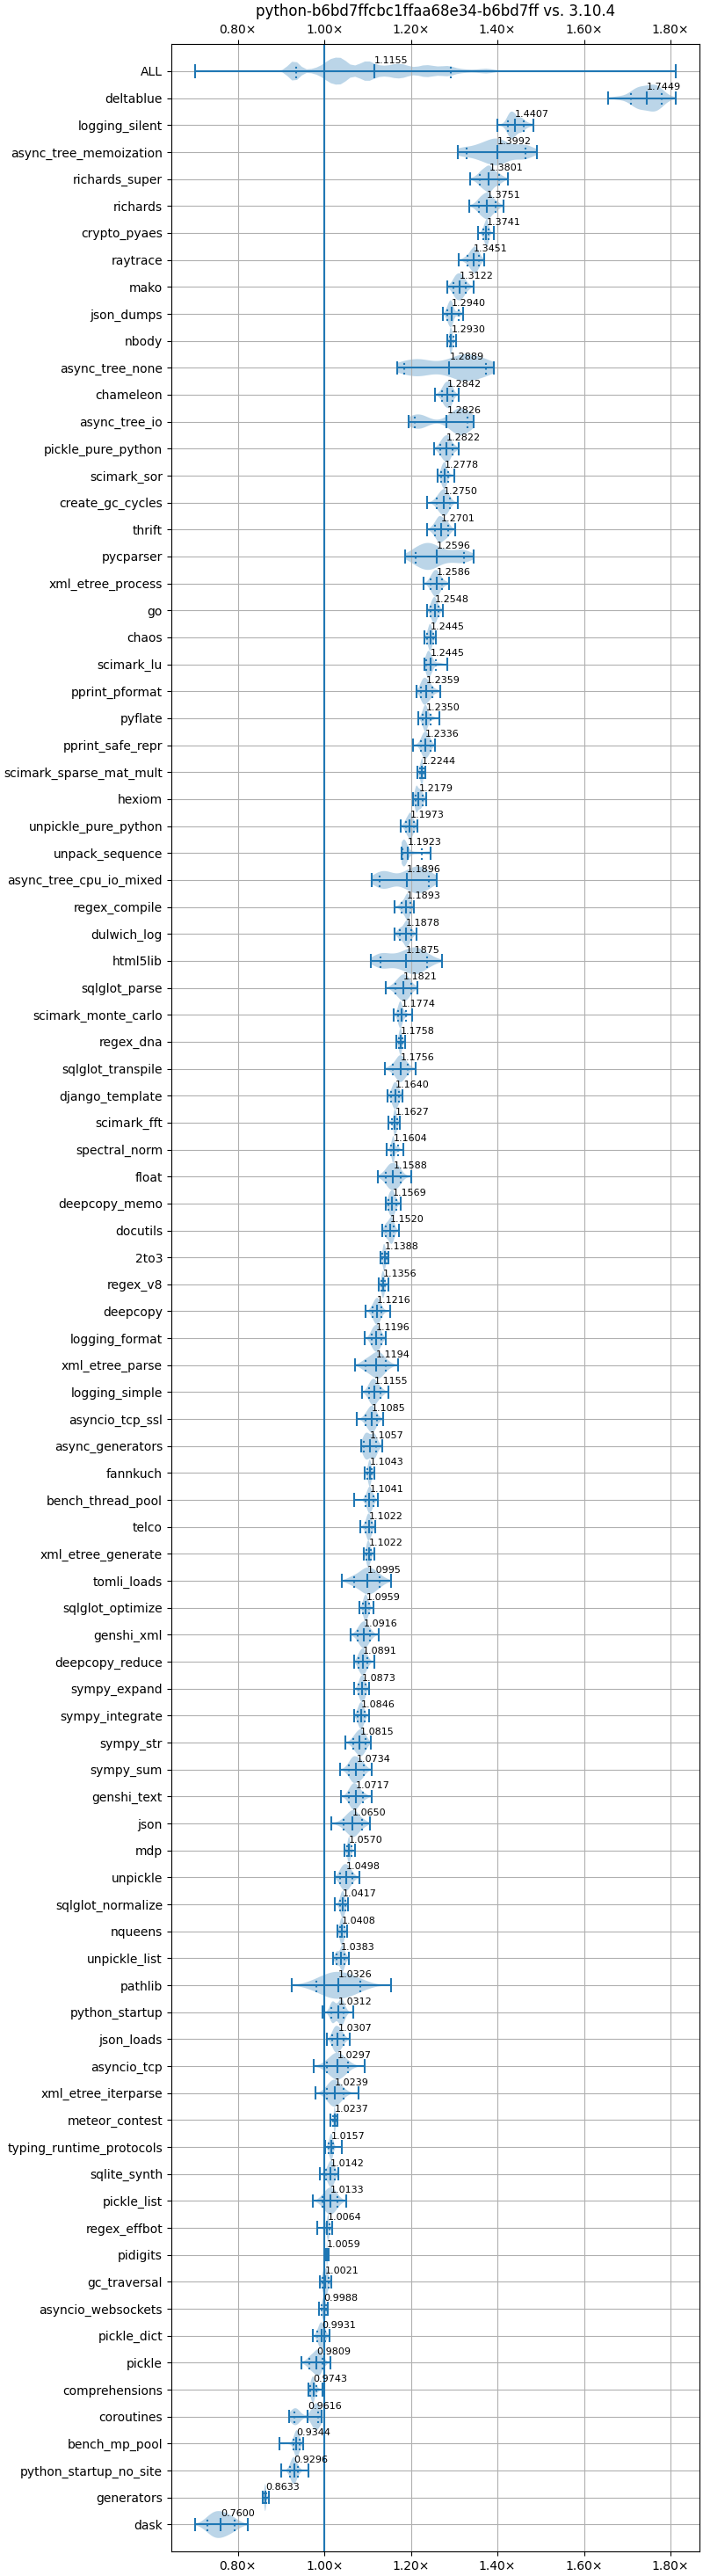 python-b6bd7ffcbc1ffaa68e34-b6bd7ff vs. 3.10.4
0.80× 1.00× 1.20× 1.40× 1.60× 1.80×
ALL 1.1155
deltablue 1.7449
logging_silent 1.4407
async_tree_memoization 1.3992
richards_super 1.3801
richards 1.3751
crypto_pyaes 1.3741
raytrace 1.3451
mako 1.3122
json_dumps 1.2940
nbody 1.2930
async_tree_none 1.2889
chameleon 1.2842
async_tree_io 1.2826
pickle_pure_python 1.2822
scimark_sor 1.2778
create_gc_cycles 1.2750
thrift 1.2701
pycparser 1.2596
xml_etree_process 1.2586
go 1.2548
chaos 1.2445
scimark_lu 1.2445
pprint_pformat 1.2359
pyflate 1.2350
pprint_safe_repr 1.2336
scimark_sparse_mat_mult 1.2244
hexiom 1.2179
unpickle_pure_python 1.1973
unpack_sequence 1.1923
async_tree_cpu_io_mixed 1.1896
regex_compile 1.1893
dulwich_log 1.1878
html5lib 1.1875
sqlglot_parse 1.1821
scimark_monte_carlo 1.1774
regex_dna 1.1758
sqlglot_transpile 1.1756
django_template 1.1640
scimark_fft 1.1627
spectral_norm 1.1604
float 1.1588
deepcopy_memo 1.1569
docutils 1.1520
2to3 1.1388
regex_v8 1.1356
deepcopy 1.1216
logging_format 1.1196
xml_etree_parse 1.1194
logging_simple 1.1155
asyncio_tcp_ssl 1.1085
async_generators 1.1057
fannkuch 1.1043
bench_thread_pool 1.1041
telco 1.1022
xml_etree_generate 1.1022
tomli_loads 1.0995
sqlglot_optimize 1.0959
genshi_xml 1.0916
deepcopy_reduce 1.0891
sympy_expand 1.0873
sympy_integrate 1.0846
sympy_str 1.0815
sympy_sum 1.0734
genshi_text 1.0717
json 1.0650
mdp 1.0570
unpickle 1.0498
sqlglot_normalize 1.0417
nqueens 1.0408
unpickle_list 1.0383
pathlib 1.0326
python_startup 1.0312
json_loads 1.0307
asyncio_tcp 1.0297
xml_etree_iterparse 1.0239
meteor_contest 1.0237
typing_runtime_protocols 1.0157
sqlite_synth 1.0142
pickle_list 1.0133
regex_effbot 1.0064
pidigits 1.0059
gc_traversal 1.0021
asyncio_websockets 0.9988
pickle_dict 0.9931
pickle 0.9809
comprehensions 0.9743
coroutines 0.9616
bench_mp_pool 0.9344
python_startup_no_site 0.9296
generators 0.8633
dask 0.7600
0.80× 1.00× 1.20× 1.40× 1.60× 1.80×